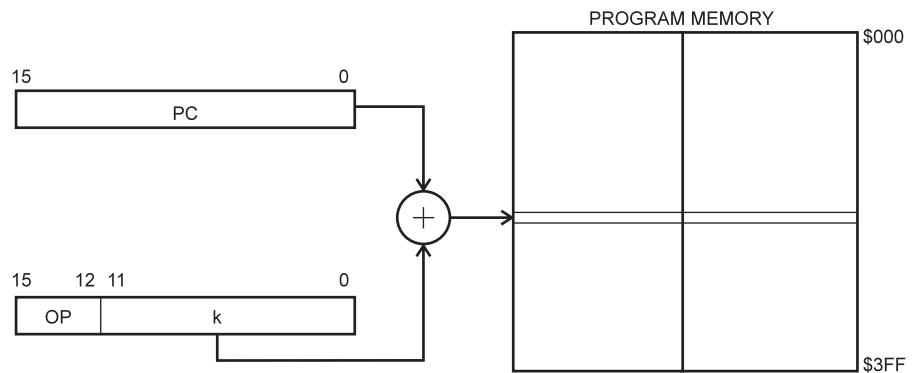 PROGRAM MEMORY
$000
15 0
PC
+
15 12 11 0
OP k
$3FF